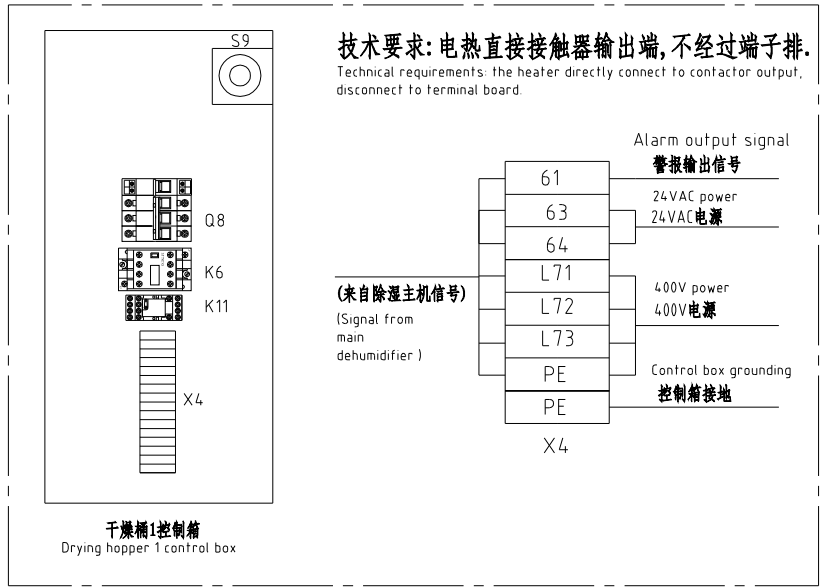 S9
Q8
K6
K11
X4
干燥桶1控制箱
Drying hopper 1 control box
技术要求: 电热直接接触器输出端, 不经过端子排.
Technical requirements: the heater directly connect to contactor output,
disconnect to terminal board.
Alarm output signal
警报输出信号
24VAC power
24VAC电源
400V power
400V电源
Control box grounding
控制箱接地
(来自除湿主机信号)
(Signal from
main
dehumidifier )
61
63
64
L71
L72
L73
PE
PE
X4